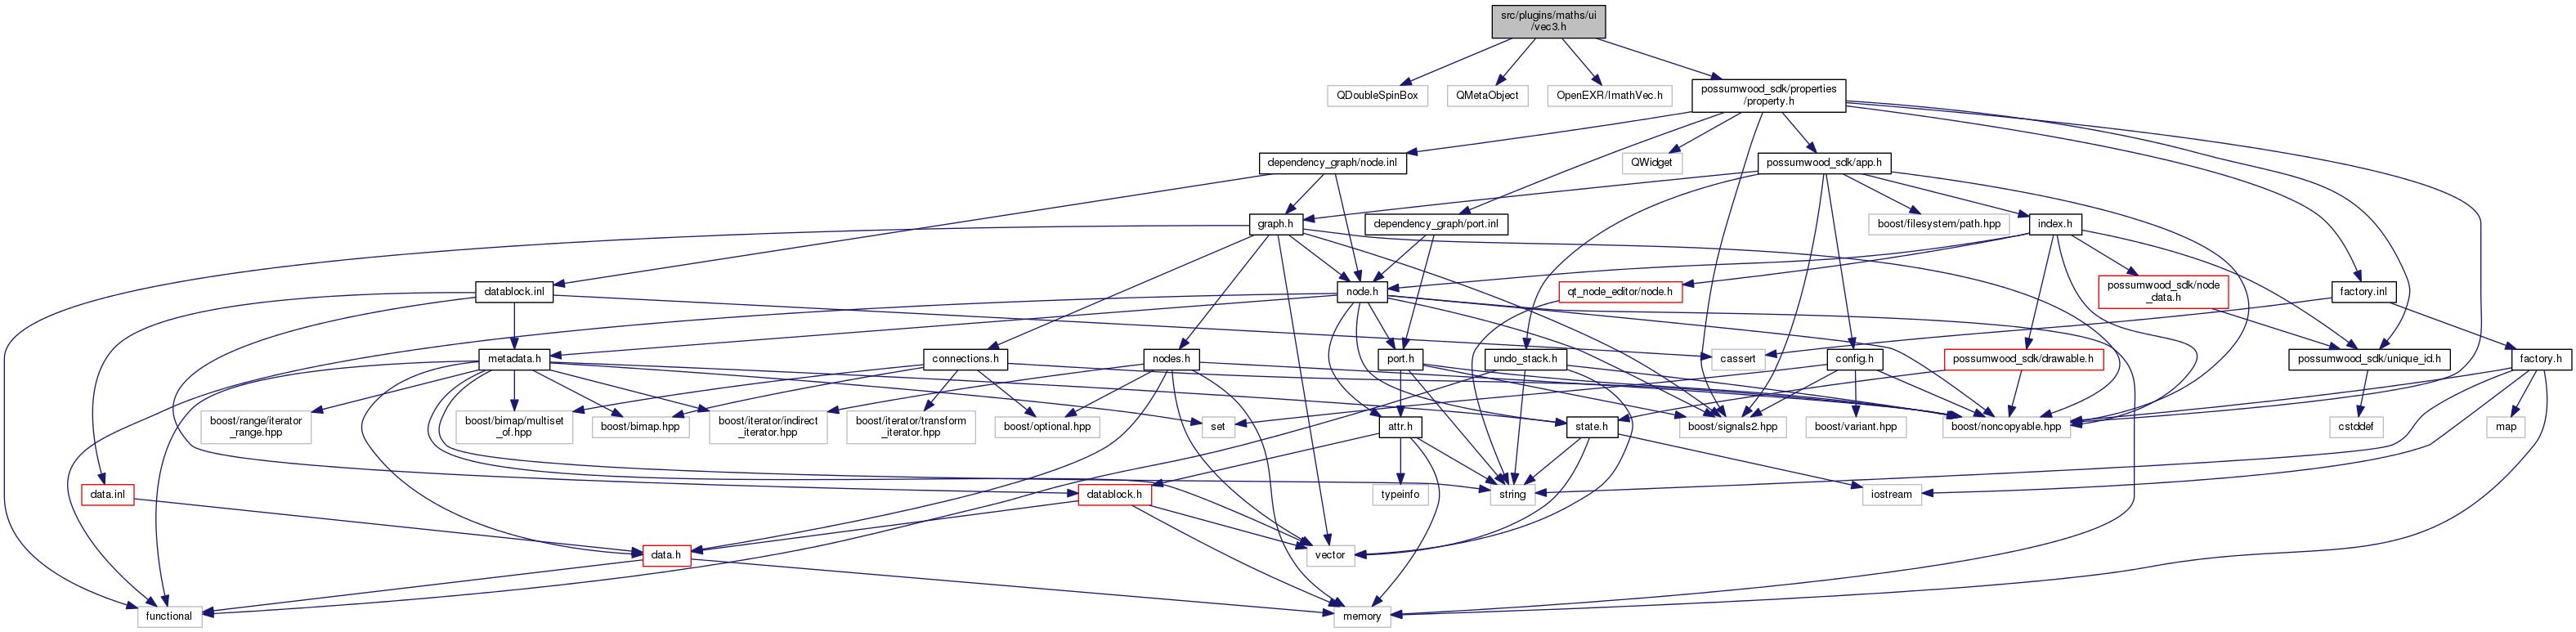 src/plugins/maths/ui
/vec3.h
QDoubleSpinBox
QMetaObject
OpenEXR/ImathVec.h
possumwood_sdk/properties
/property.h
dependency_graph/node.inl
QWidget
possumwood_sdk/app.h
graph.h
dependency_graph/port.inl
boost/filesystem/path.hpp
index.h
datablock.inl
node.h
qt_node_editor/node.h
possumwood_sdk/node
_data.h
factory.inl
metadata.h
connections.h
cassert
nodes.h
port.h
undo_stack.h
config.h
possumwood_sdk/drawable.h
possumwood_sdk/unique_id.h
factory.h
boost/range/iterator
_range.hpp
boost/bimap/multiset
_of.hpp
boost/bimap.hpp
boost/iterator/indirect
_iterator.hpp
boost/iterator/transform
_iterator.hpp
boost/optional.hpp
set
attr.h
state.h
boost/signals2.hpp
boost/variant.hpp
boost/noncopyable.hpp
cstddef
map
data.inl
datablock.h
typeinfo
string
iostream
data.h
vector
functional
memory